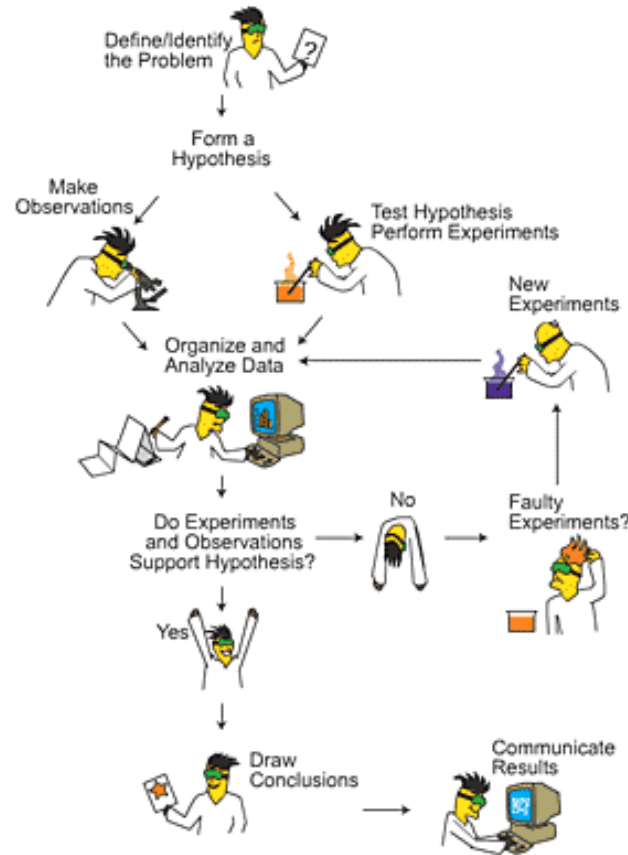 Define/Identify
the Problem
?
Form a
Hypothesis
Make
Observations
Test Hypothesis
Perform Experiments
New
Experiments
Organize and
Analyze Data
No
Faulty
Experiments?
Do Experiments
and Observations
Support Hypothesis?
Yes
Draw
Conclusions
Communicate
Results